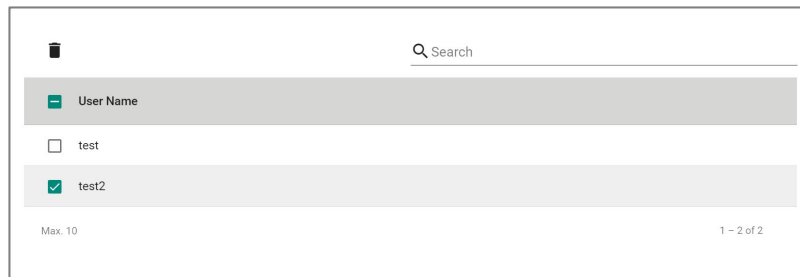 Search
User Name
test
test2
Max. 10 1 – 2 of 2